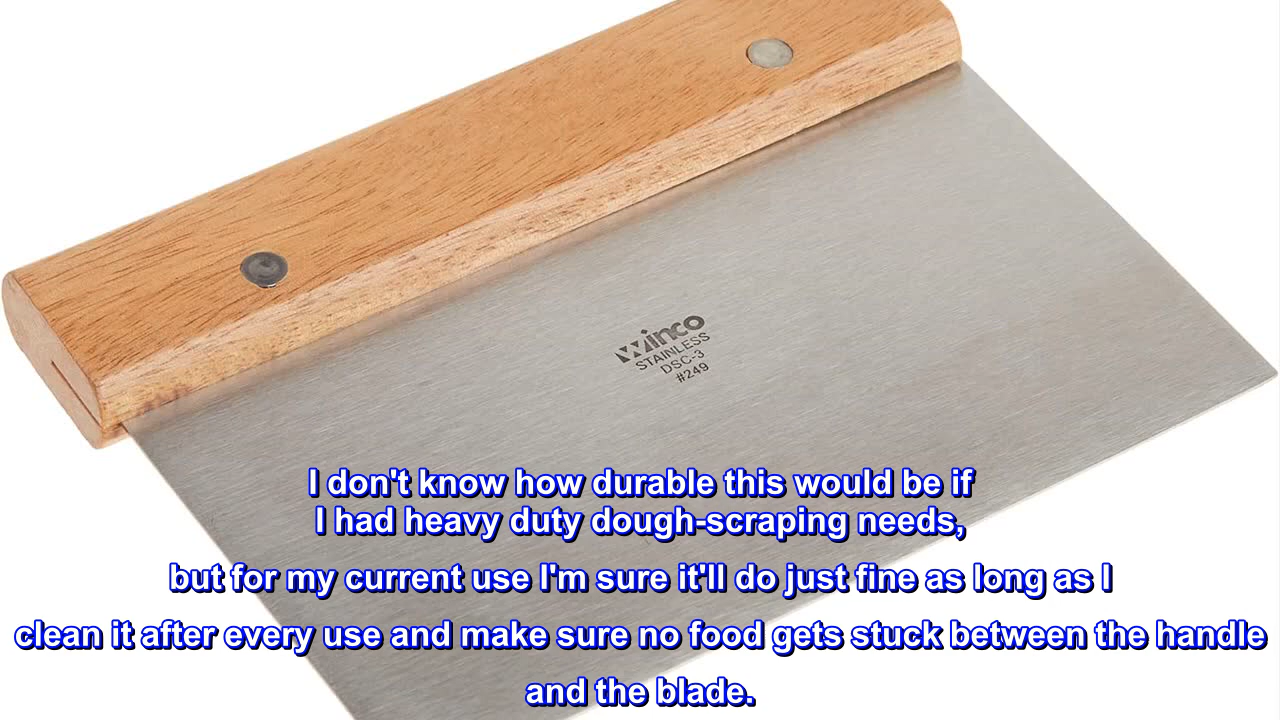 Winco
STAINLESS
DSC-3
#249
I don't know how durable this would be if
I had heavy duty dough-scraping needs,
but for my current use I'm sure it'll do just fine as long as I
clean it after every use and make sure no food gets stuck between the handle
and the blade.